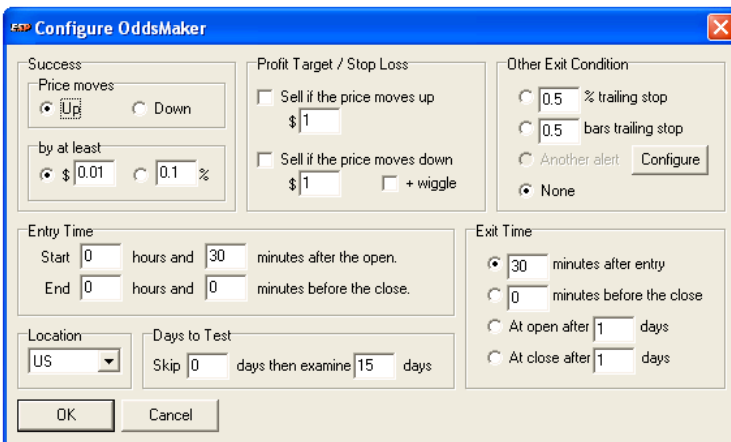 ESP Configure OddsMaker
Success
Price moves
Up Down
by at least
$ 0.01 0.1 %
Profit Target / Stop Loss
Sell if the price moves up
$ 1
Sell if the price moves down
$ 1 + wiggle
Other Exit Condition
0.5 % trailing stop
0.5 bars trailing stop
Another alert Configure
None
Entry Time
Start 0 hours and 30 minutes after the open.
End 0 hours and 0 minutes before the close.
Exit Time
30 minutes after entry
0 minutes before the close
At open after 1 days
At close after 1 days
Location
US
Days to Test
Skip 0 days then examine 15 days
OK Cancel